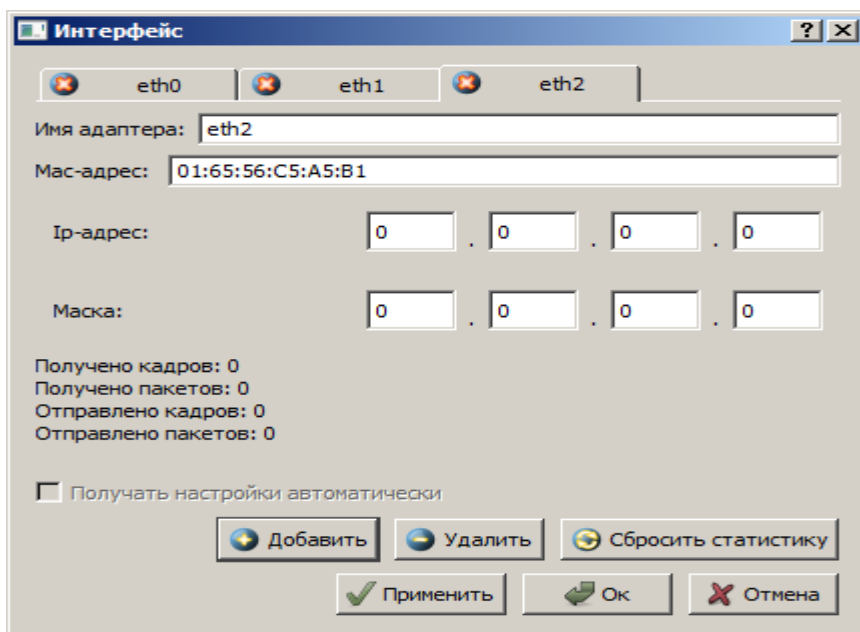 Интерфейс
eth0 eth1 eth2
Имя адаптера: eth2
Mac-адрес: 01:65:56:C5:A5:B1
Ip-адрес: 0 . 0 . 0 . 0
Маска: 0 . 0 . 0 . 0
Получено кадров: 0
Получено пакетов: 0
Отправлено кадров: 0
Отправлено пакетов: 0
Получать настройки автоматически
Добавить Удалить Сбросить статистику
Применить Ок Отмена